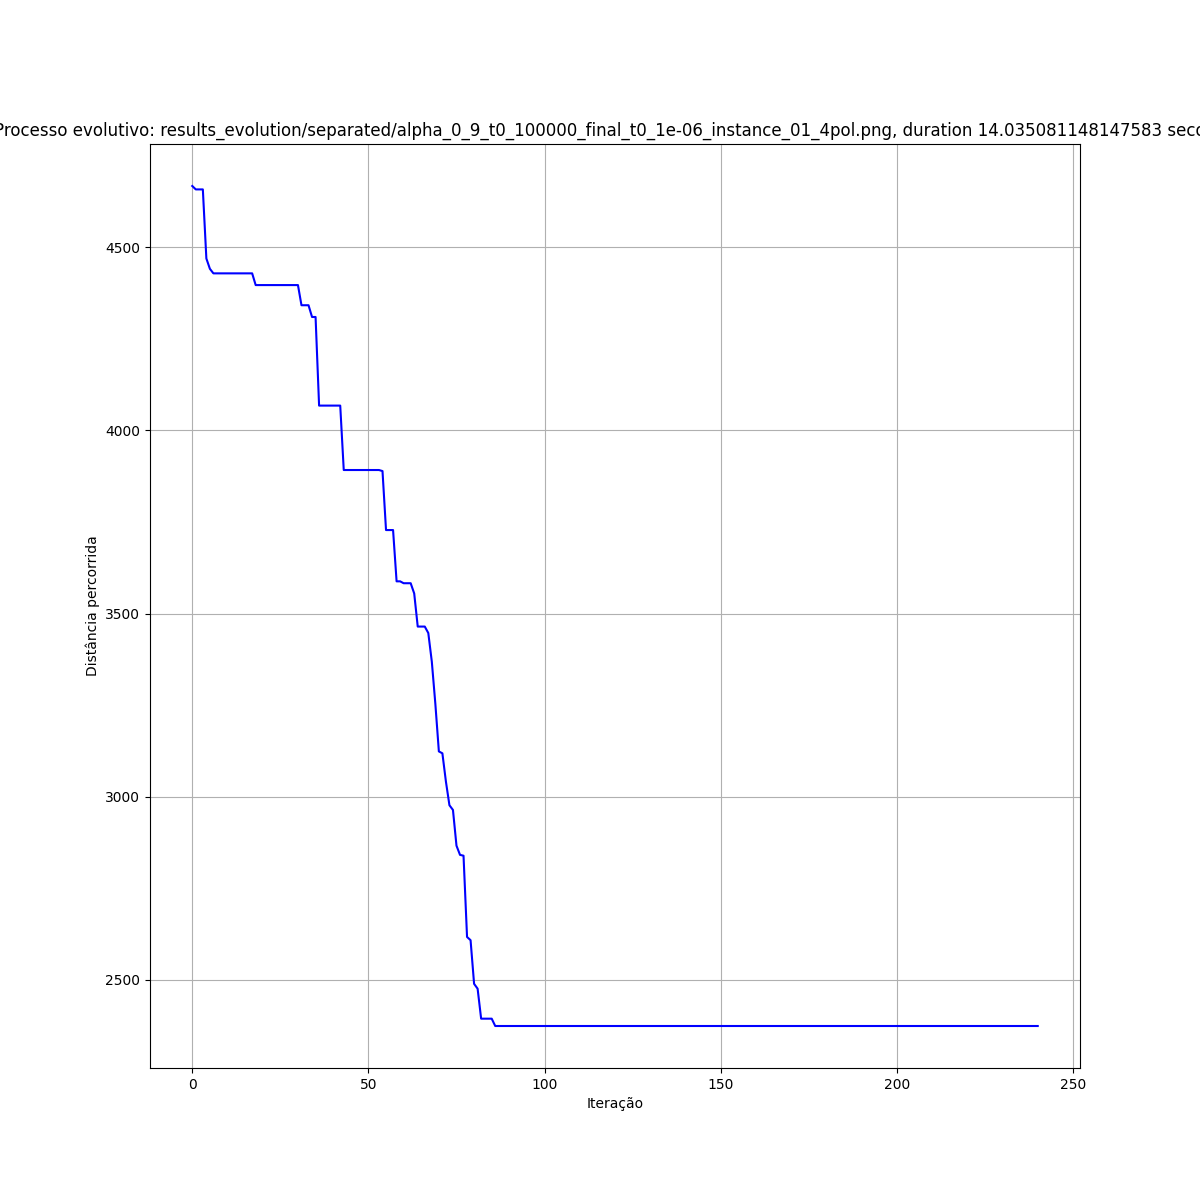 Processo evolutivo: results_evolution/separated/alpha_0_9_t0_100000_final_t0_1e-06_instance_01_4pol.png, duration 14.035081148147583
4500
4000
3500
3000
2500
Distância percorrida
0 50 100 150 200 250
Iteração